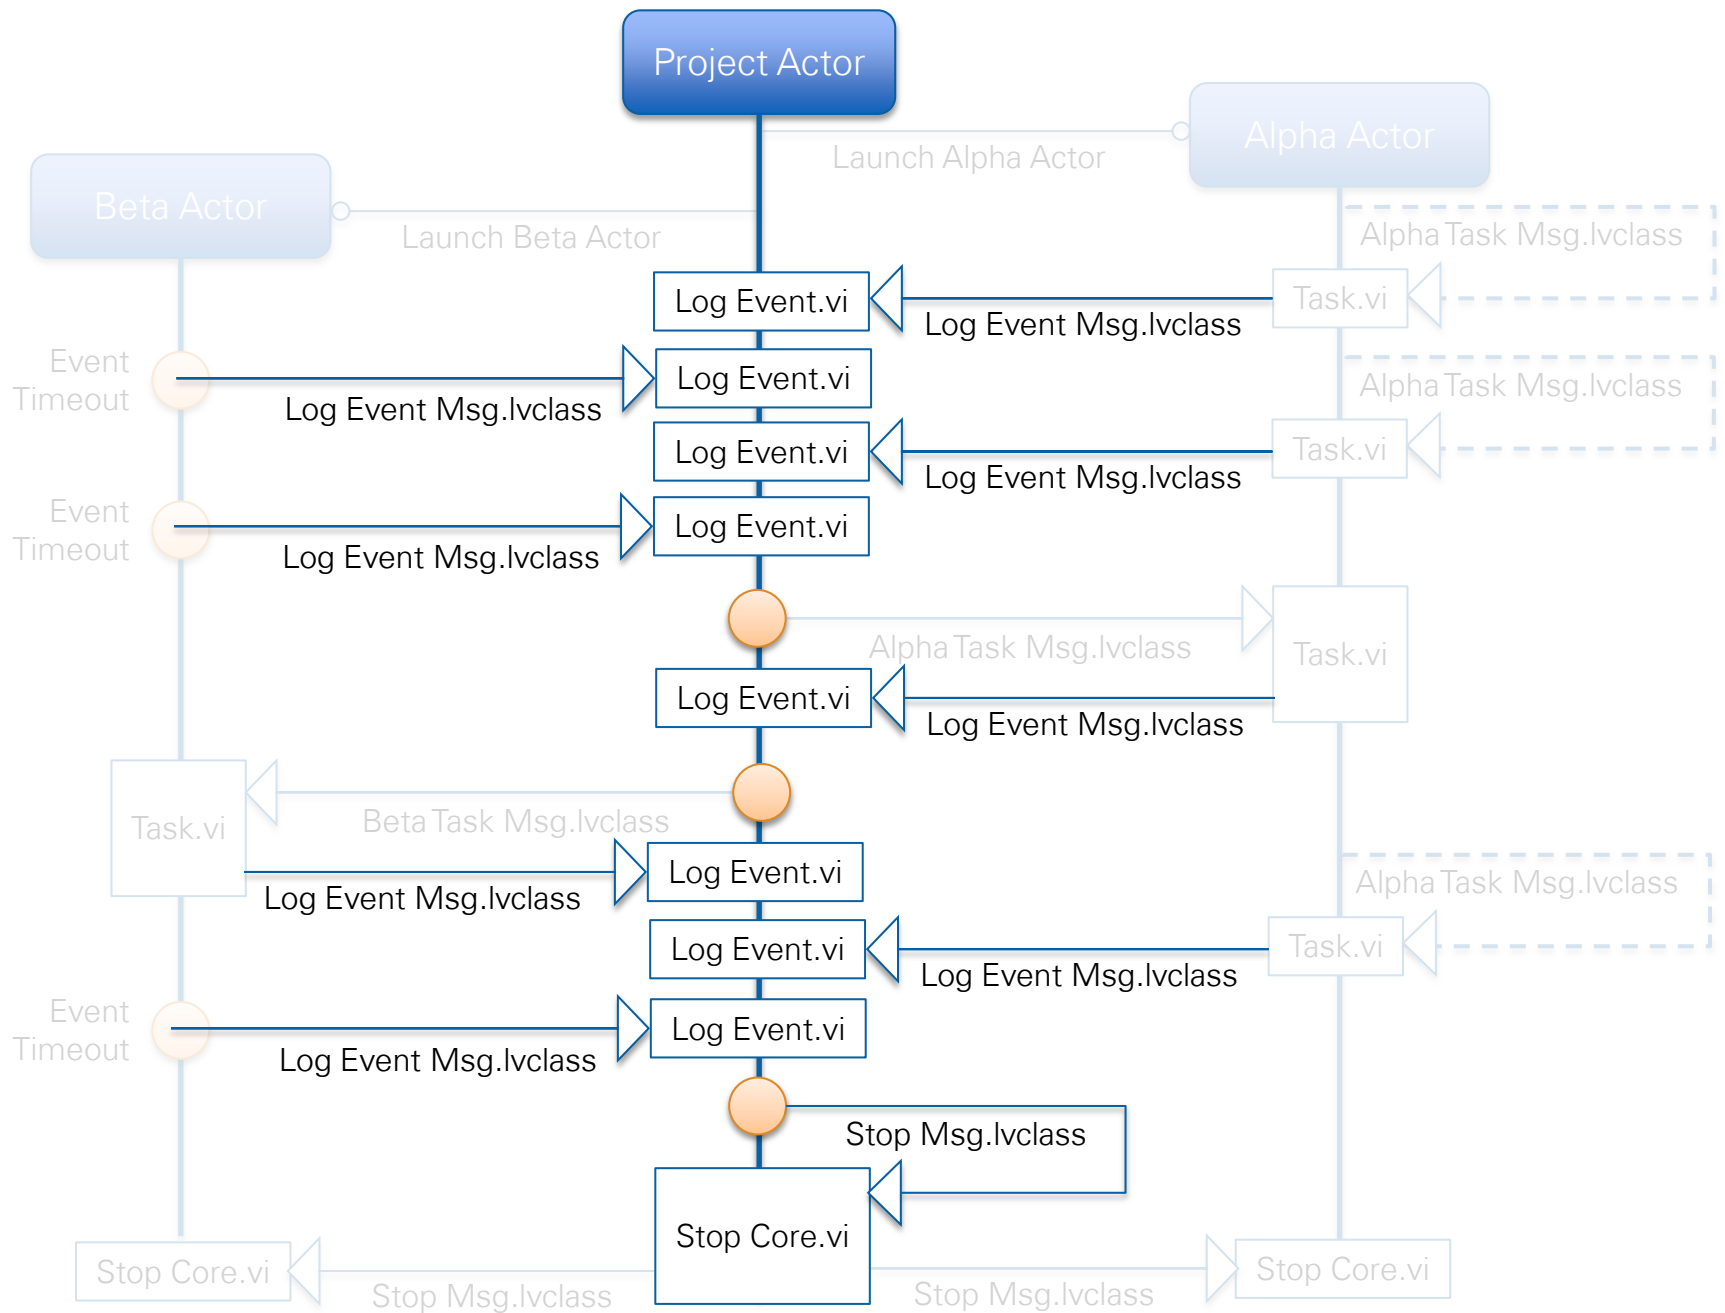 Project Actor
Alpha Actor
Launch Alpha Actor
Beta Actor
Launch Beta Actor
Alpha Task Msg.lvclass
Log Event.vi
Task.vi
Log Event Msg.lvclass
Event
Timeout
Log Event.vi
Log Event Msg.lvclass
Alpha Task Msg.lvclass
Log Event.vi
Task.vi
Log Event Msg.lvclass
Event
Timeout
Log Event.vi
Log Event Msg.lvclass
Alpha Task Msg.lvclass
Task.vi
Log Event.vi
Log Event Msg.lvclass
Beta Task Msg.lvclass
Task.vi
Log Event.vi
Log Event Msg.lvclass
Alpha Task Msg.lvclass
Log Event.vi
Task.vi
Log Event Msg.lvclass
Event
Timeout
Log Event.vi
Log Event Msg.lvclass
Stop Msg.lvclass
Stop Core.vi
Stop Core.vi
Stop Core.vi
Stop Msg.lvclass
Stop Msg.lvclass